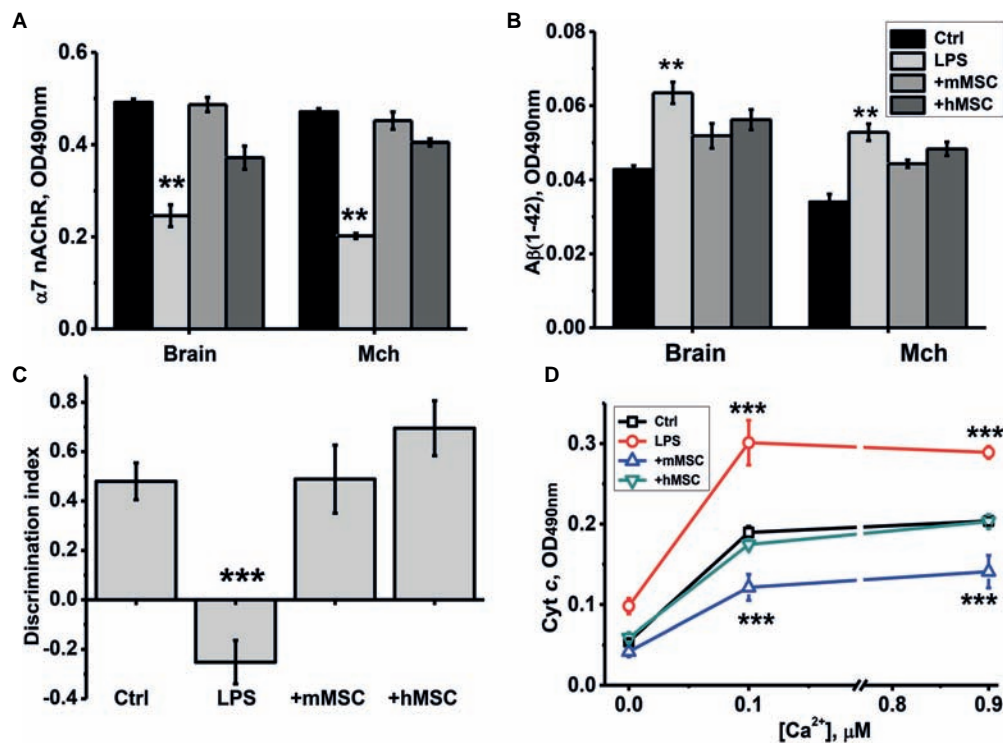 A
α7 nAChR, OD490nm
0.6
0.4
0.2
0.0
**
**
Brain
Mch
B
Aβ(1-42), OD490nm
0.08
0.06
0.04
0.02
0.00
**
**
Ctrl
LPS
+mMSC
+hMSC
Brain
Mch
C
Discrimination index
0.8
0.6
0.4
0.2
0.0
-0.2
-0.4
***
Ctrl
LPS
+mMSC
+hMSC
D
Cyt c, OD490nm
0.3
0.2
0.1
0.0
Ctrl
LPS
+mMSC
+hMSC
***
***
***
***
0.0
0.1
0.8
0.9
[Ca²⁺], μM